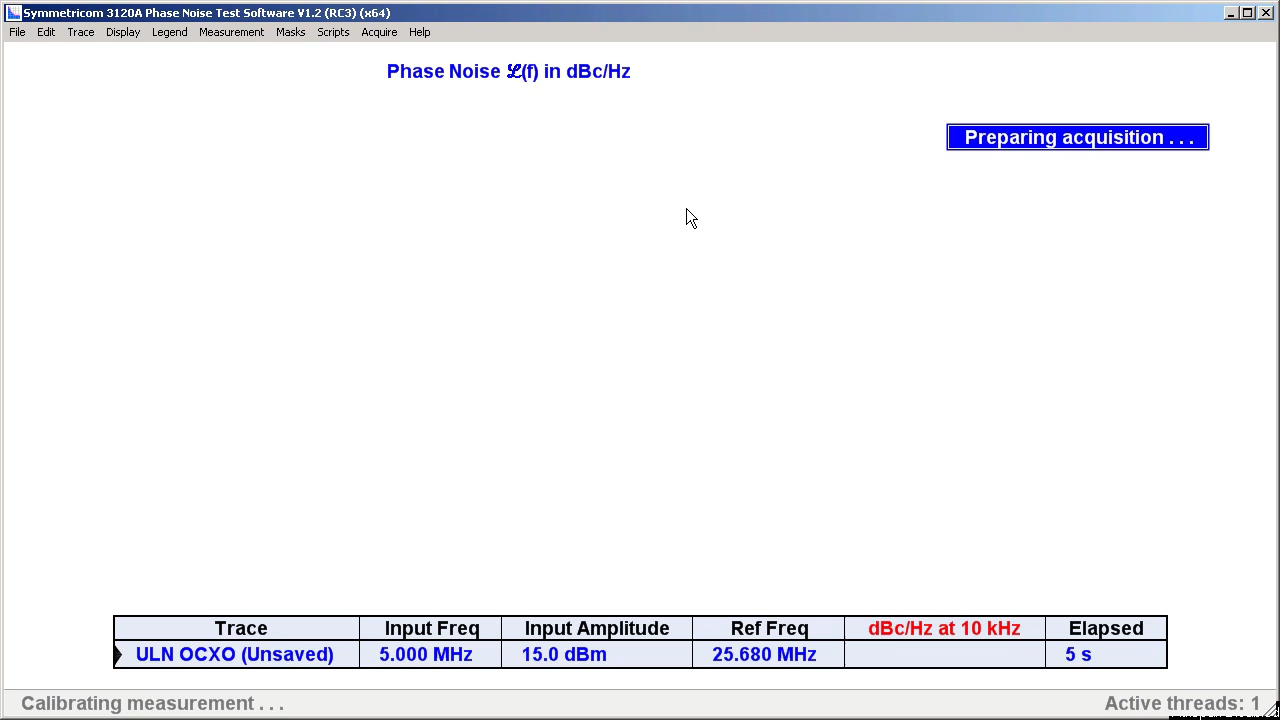 Symmetricom 3120A Phase Noise Test Software V1.2 (RC3) (x64)
File Edit Trace Display Legend Measurement Masks Scripts Acquire Help
Phase Noise ℒ(f) in dBc/Hz
Preparing acquisition . . .
Trace Input Freq Input Amplitude Ref Freq dBc/Hz at 10 kHz Elapsed
ULN OCXO (Unsaved) 5.000 MHz 15.0 dBm 25.680 MHz 5 s
Calibrating measurement . . . Active threads: 1